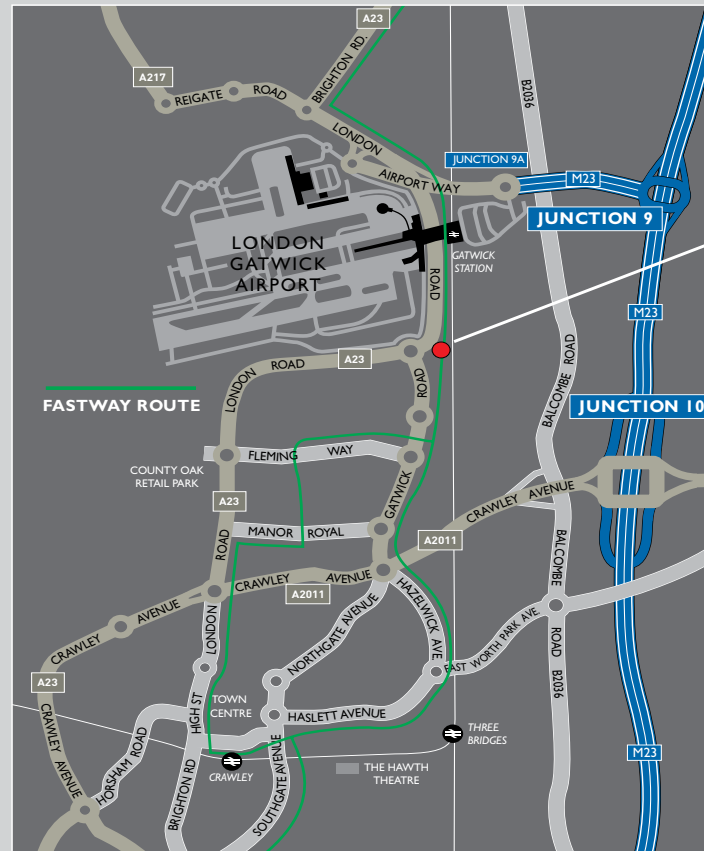 A23
A217
REIGATE
ROAD
BRIGHTON RD.
B2036
LONDON
JUNCTION 9A
AIRPORT WAY
M23
JUNCTION 9
LONDON
GATWICK
AIRPORT
GATWICK
STATION
ROAD
M23
LONDON
ROAD
A23
ROAD
BALCOMBE ROAD
FASTWAY ROUTE
JUNCTION 10
FLEMING
WAY
COUNTY OAK
RETAIL PARK
GATWICK
A23
CRAWLEY
AVENUE
MANOR
ROYAL
A2011
ROAD
BALCOMBE
CRAWLEY
AVENUE
A2011
HAZELWICK AVE
NORTHGATE AVENUE
CRAWLEY
AVENUE
LONDON
EAST WORTH PARK AVE.
ROAD
B2036
A23
TOWN
CENTRE
HIGH ST
HASLETT AVENUE
CRAWLEY AVENUE
HORSHAM ROAD
THREE
BRIDGES
M23
CRAWLEY
THE HAWTH
THEATRE
BRIGHTON RD
SOUTHGATE AVENUE